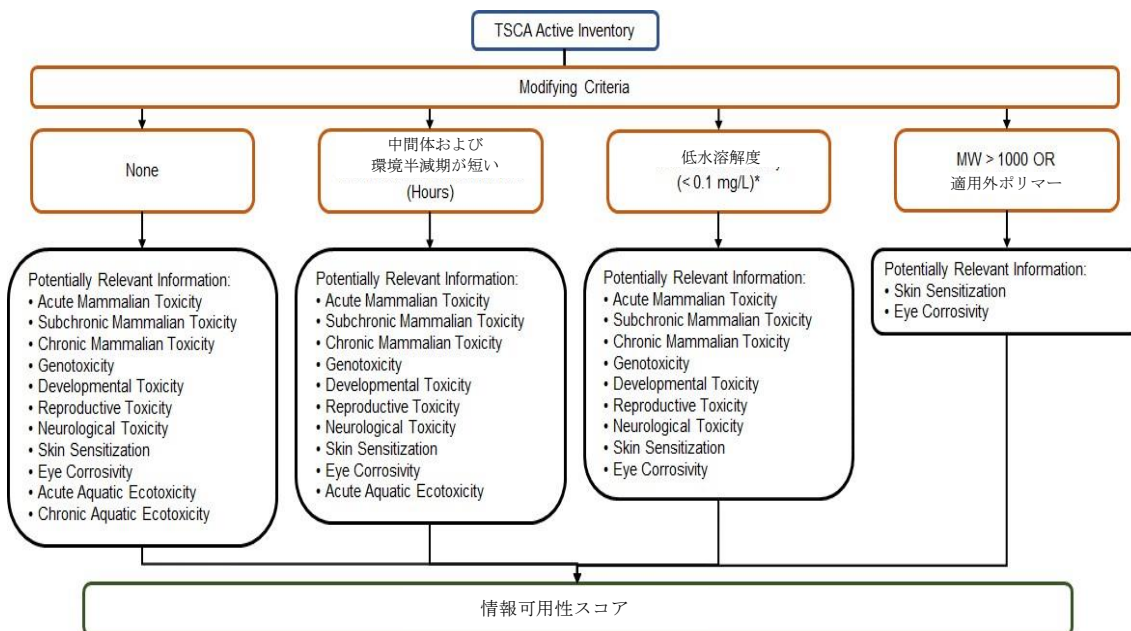 TSCA Active Inventory
Modifying Criteria
None
中間体および
環境半減期が短い
(Hours)
低水溶解度
(< 0.1 mg/L)*
MW > 1000 OR
適用外ポリマー
Potentially Relevant Information:
• Acute Mammalian Toxicity
• Subchronic Mammalian Toxicity
• Chronic Mammalian Toxicity
• Genotoxicity
• Developmental Toxicity
• Reproductive Toxicity
• Neurological Toxicity
• Skin Sensitization
• Eye Corrosivity
• Acute Aquatic Ecotoxicity
• Chronic Aquatic Ecotoxicity
Potentially Relevant Information:
• Acute Mammalian Toxicity
• Subchronic Mammalian Toxicity
• Chronic Mammalian Toxicity
• Genotoxicity
• Developmental Toxicity
• Reproductive Toxicity
• Neurological Toxicity
• Skin Sensitization
• Eye Corrosivity
• Acute Aquatic Ecotoxicity
Potentially Relevant Information:
• Acute Mammalian Toxicity
• Subchronic Mammalian Toxicity
• Chronic Mammalian Toxicity
• Genotoxicity
• Developmental Toxicity
• Reproductive Toxicity
• Neurological Toxicity
• Skin Sensitization
• Eye Corrosivity
Potentially Relevant Information:
• Skin Sensitization
• Eye Corrosivity
情報可用性スコア